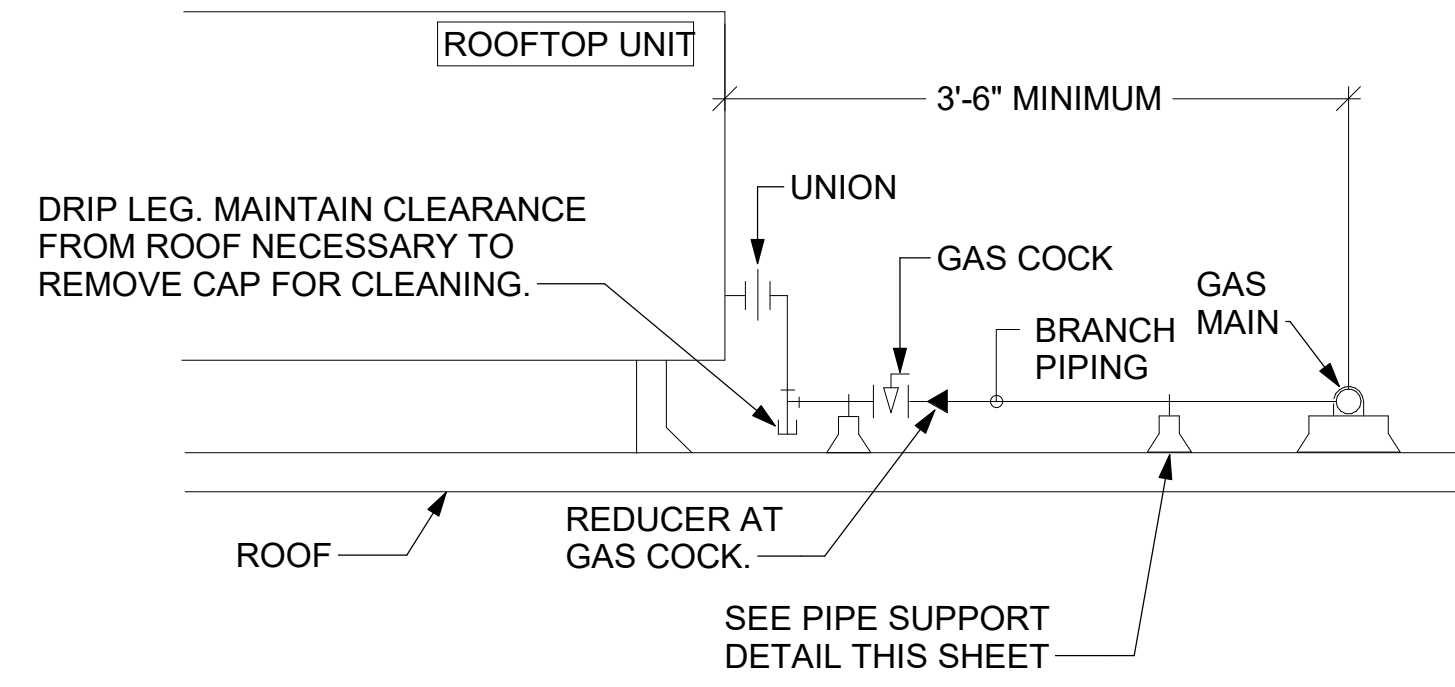 ROOFTOP UNIT
3'-6" MINIMUM
UNION
DRIP LEG. MAINTAIN CLEARANCE
FROM ROOF NECESSARY TO
REMOVE CAP FOR CLEANING.
GAS COCK
GAS
MAIN
BRANCH
PIPING
REDUCER AT
GAS COCK.
ROOF
SEE PIPE SUPPORT
DETAIL THIS SHEET